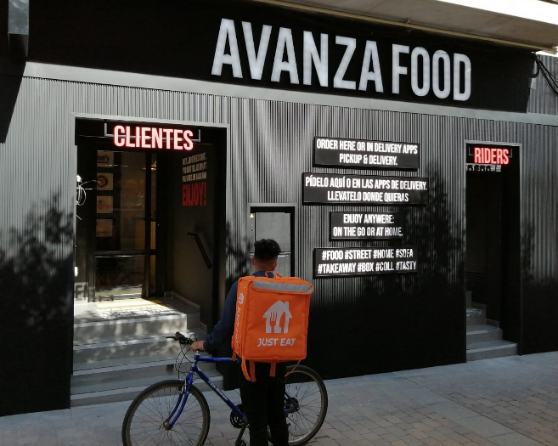 AVANZA FOOD
CLIENTES
ENJOY!
ORDER HERE OR IN DELIVERY APPS
PICKUP & DELIVERY.
PÍDELO AQUÍ O EN LAS APPS DE DELIVERY.
LLÉVATELO DONDE QUIERAS
ENJOY ANYWHERE:
ON THE GO OR AT HOME.
#FOOD #STREET #HOME #SOFA
#TAKEAWAY #BOX #COLL #TASTY
RIDERS
JUST EAT